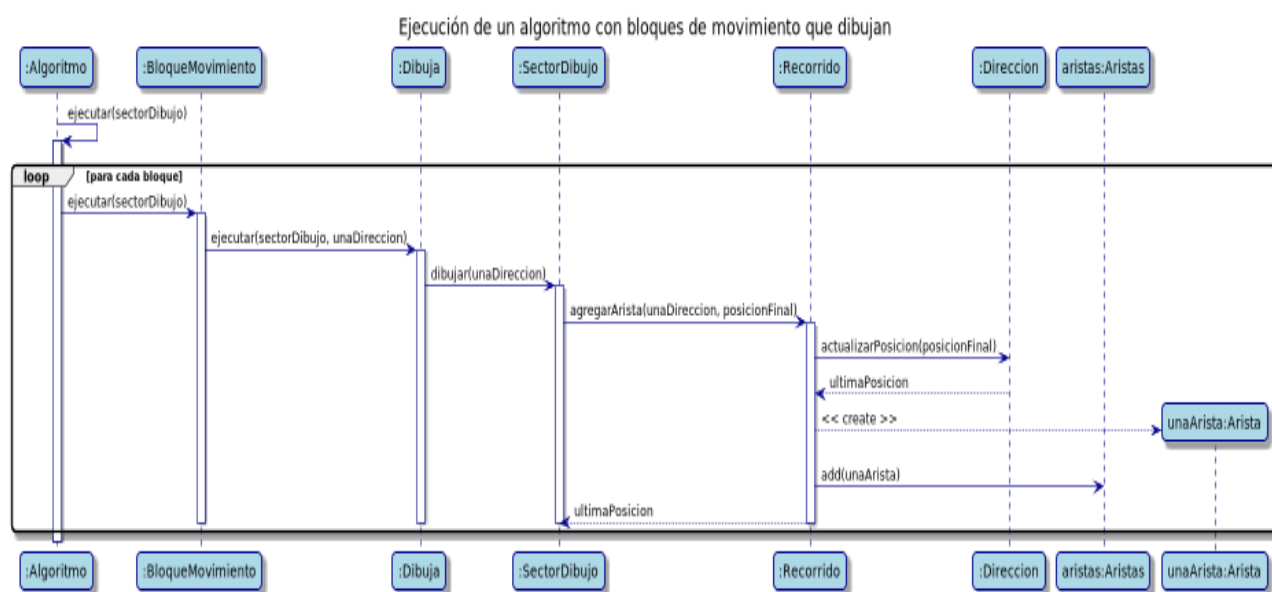 Ejecución de un algoritmo con bloques de movimiento que dibujan
:Algoritmo :BloqueMovimiento :Dibuja :SectorDibujo :Recorrido :Direccion aristas:Aristas
ejecutar(sectorDibujo)
loop [para cada bloque]
ejecutar(sectorDibujo)
ejecutar(sectorDibujo, unaDireccion)
dibujar(unaDireccion)
agregarArista(unaDireccion, posicionFinal)
actualizarPosicion(posicionFinal)
ultimaPosicion
<< create >>
unaArista:Arista
add(unaArista)
ultimaPosicion
:Algoritmo :BloqueMovimiento :Dibuja :SectorDibujo :Recorrido :Direccion aristas:Aristas unaArista:Arista